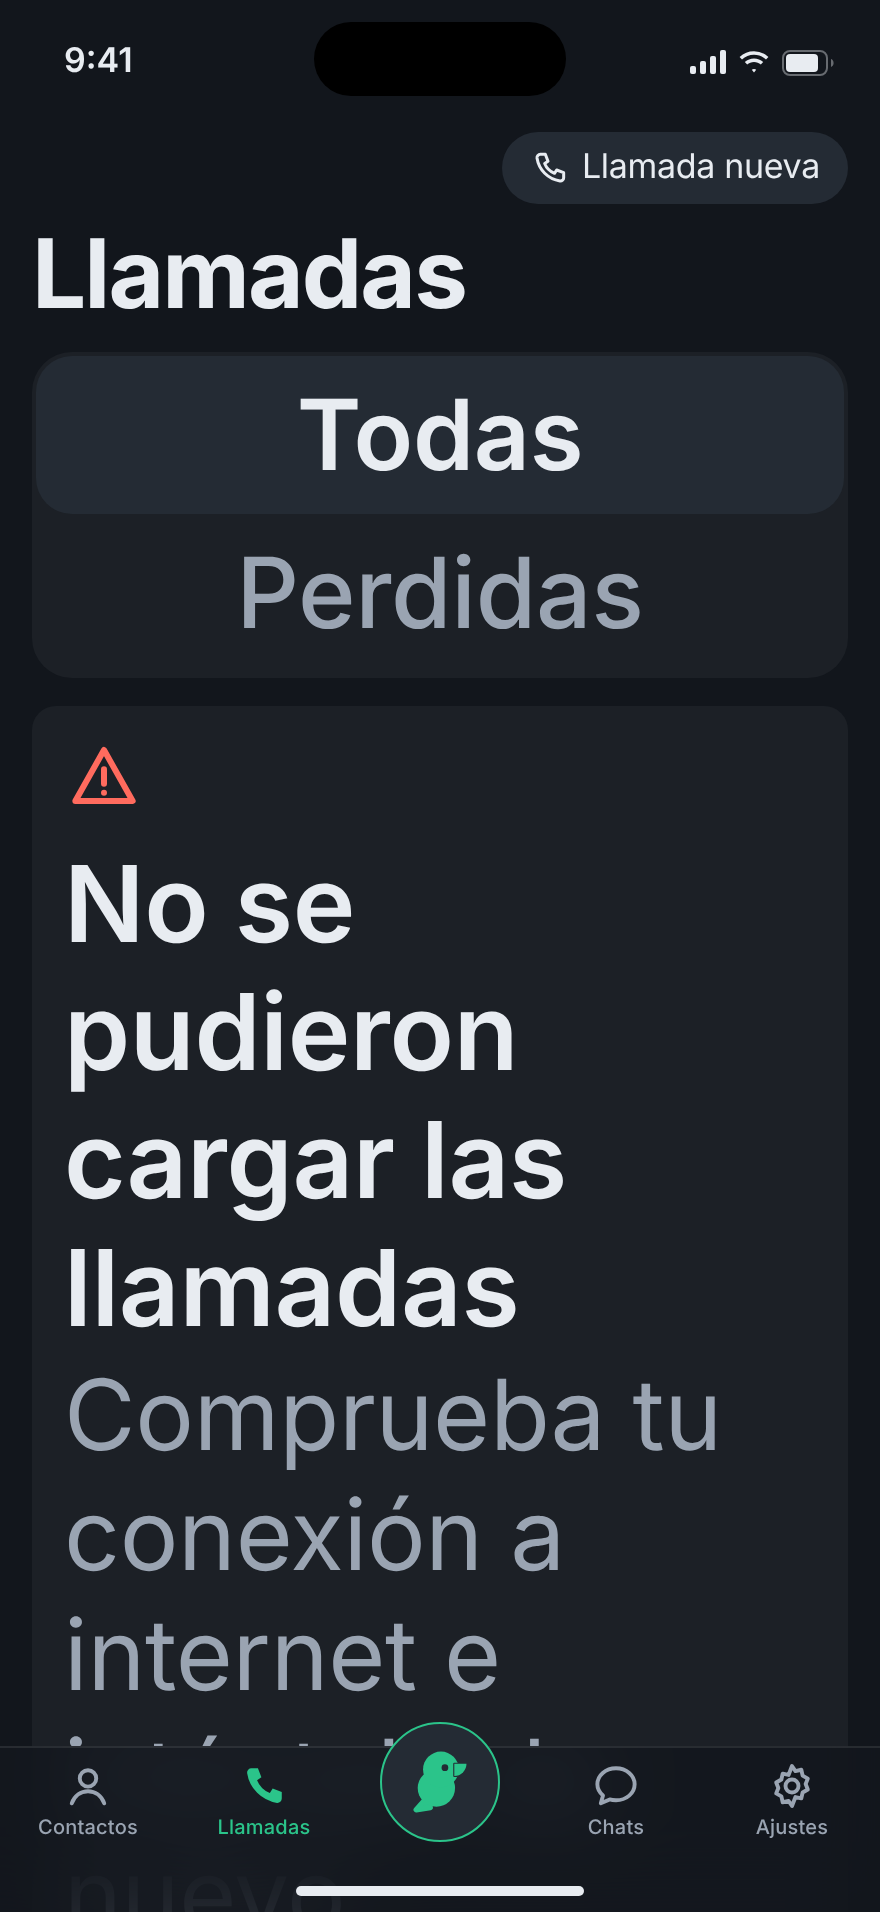 9:41
Llamada nueva
Llamadas
Todas
Perdidas
No se
pudieron
cargar las
llamadas
Comprueba tu
conexión a
internet e
Contactos
Llamadas
Chats
Ajustes
nuevo